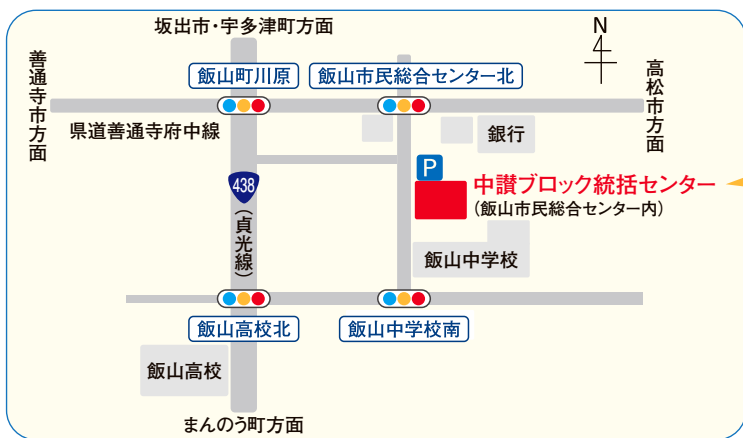 坂出市・宇多津町方面
N
善通寺市方面
飯山町川原
飯山市民総合センター北
高松市方面
県道善通寺府中線
銀行
P
438
(貞光線)
中讃ブロック統括センター
(飯山市民総合センター内)
飯山中学校
飯山高校北
飯山中学校南
飯山高校
まんのう町方面